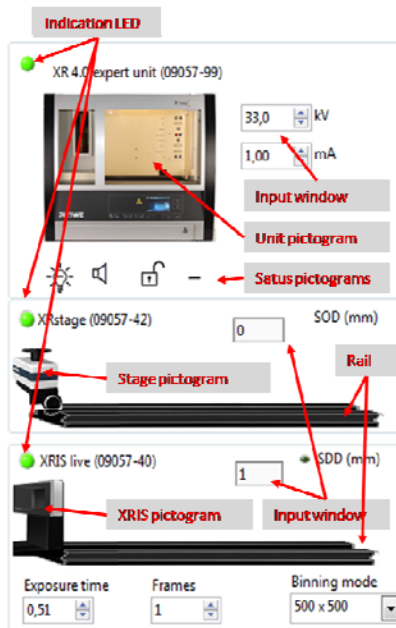 Indication LED
XR 4.0 expert unit (09057-99)
33,0 kV
1,00 mA
Input window
Unit pictogram
Satus pictograms
XRstage (09057-42)
0
SOD (mm)
Rail
Stage pictogram
XRIS live (09057-40)
1
SDD (mm)
XRIS pictogram
Input window
Exposure time Frames Binning mode
0,51 1 500 x 500